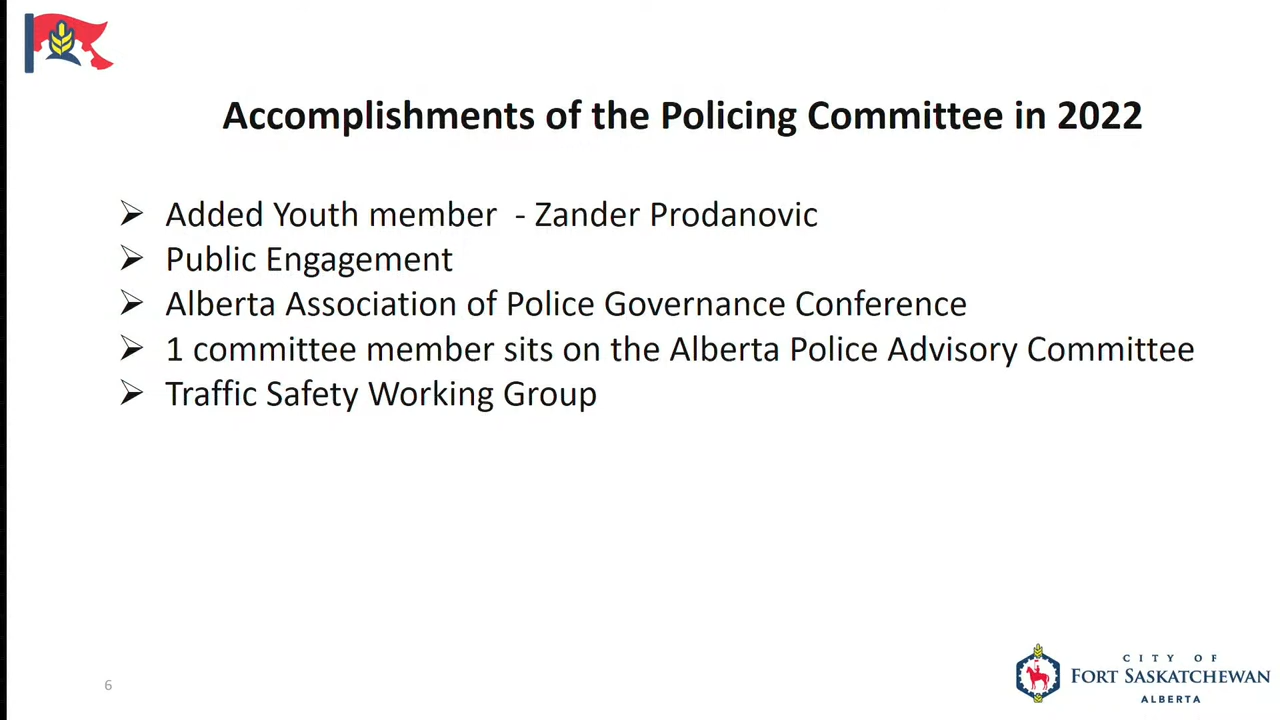 Accomplishments of the Policing Committee in 2022
➢ Added Youth member - Zander Prodanovic
➢ Public Engagement
➢ Alberta Association of Police Governance Conference
➢ 1 committee member sits on the Alberta Police Advisory Committee
➢ Traffic Safety Working Group
6
CITY OF
FORT SASKATCHEWAN
ALBERTA